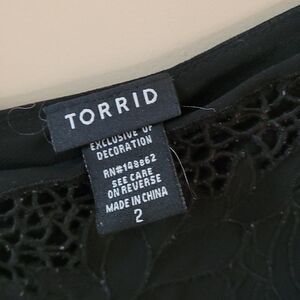 TORRID
EXCLUSIVE OF
DECORATION
RN#148862
SEE CARE
ON REVERSE
MADE IN CHINA
2